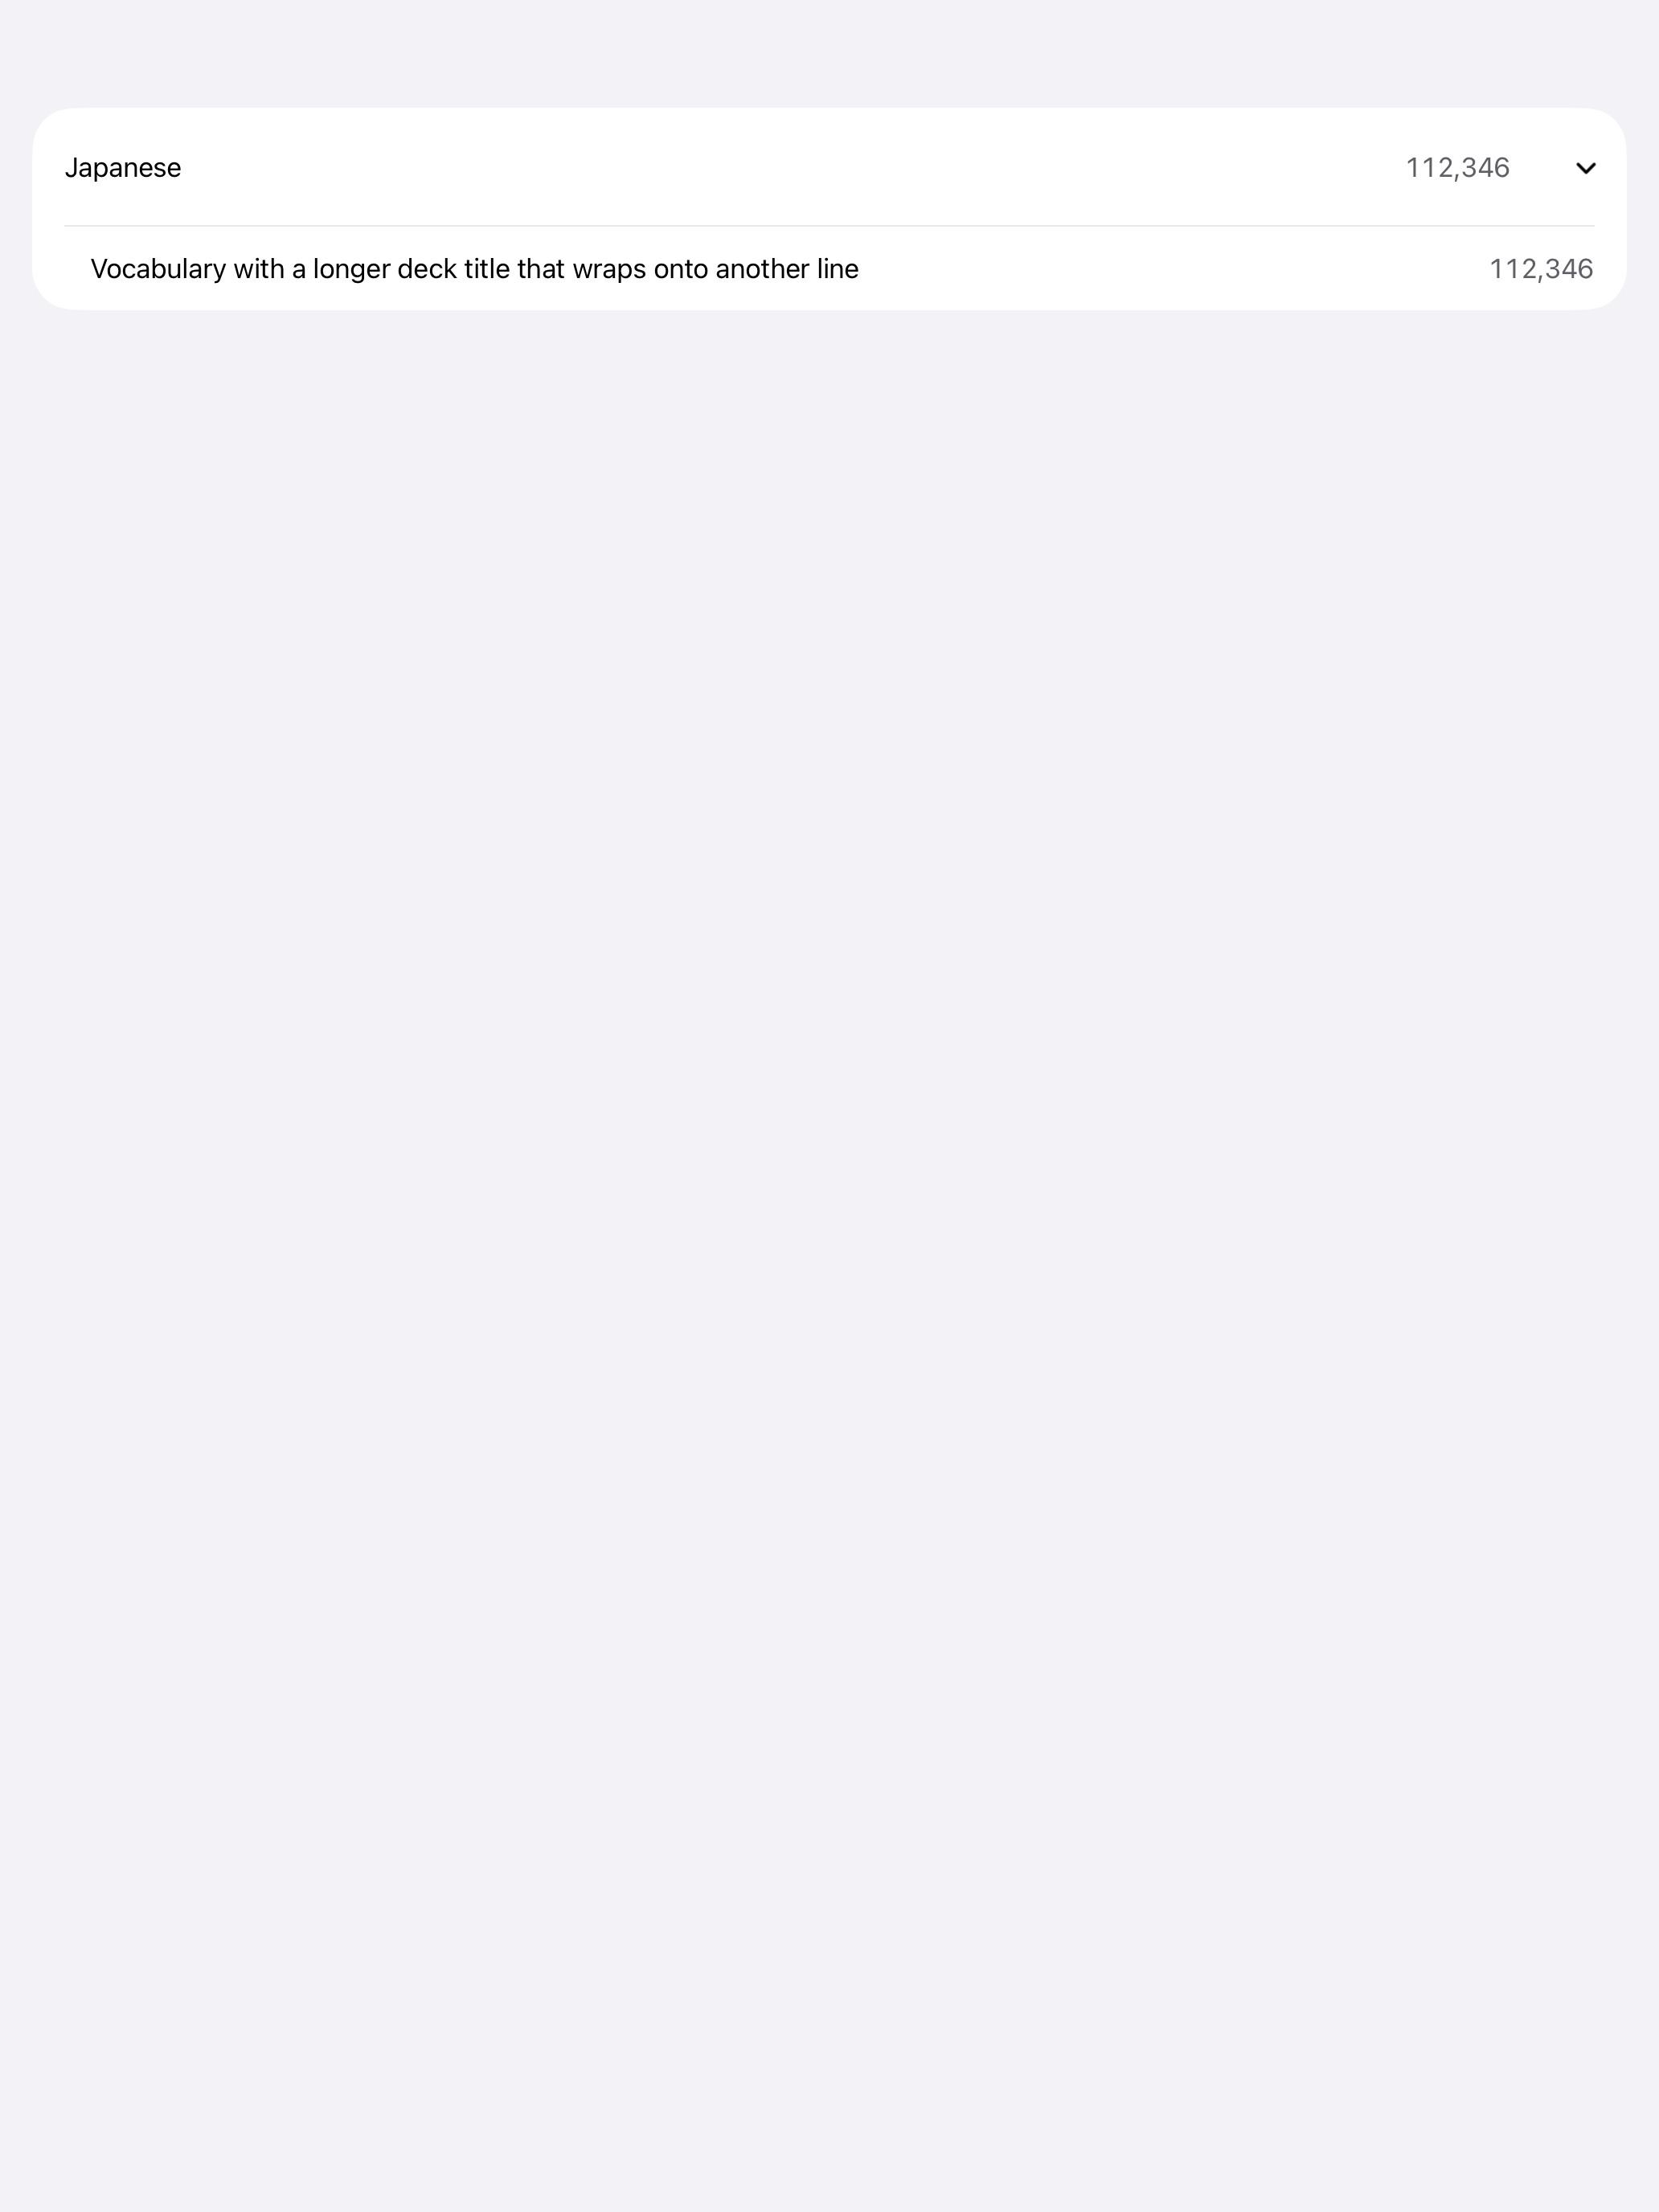 Japanese 112,346
Vocabulary with a longer deck title that wraps onto another line 112,346